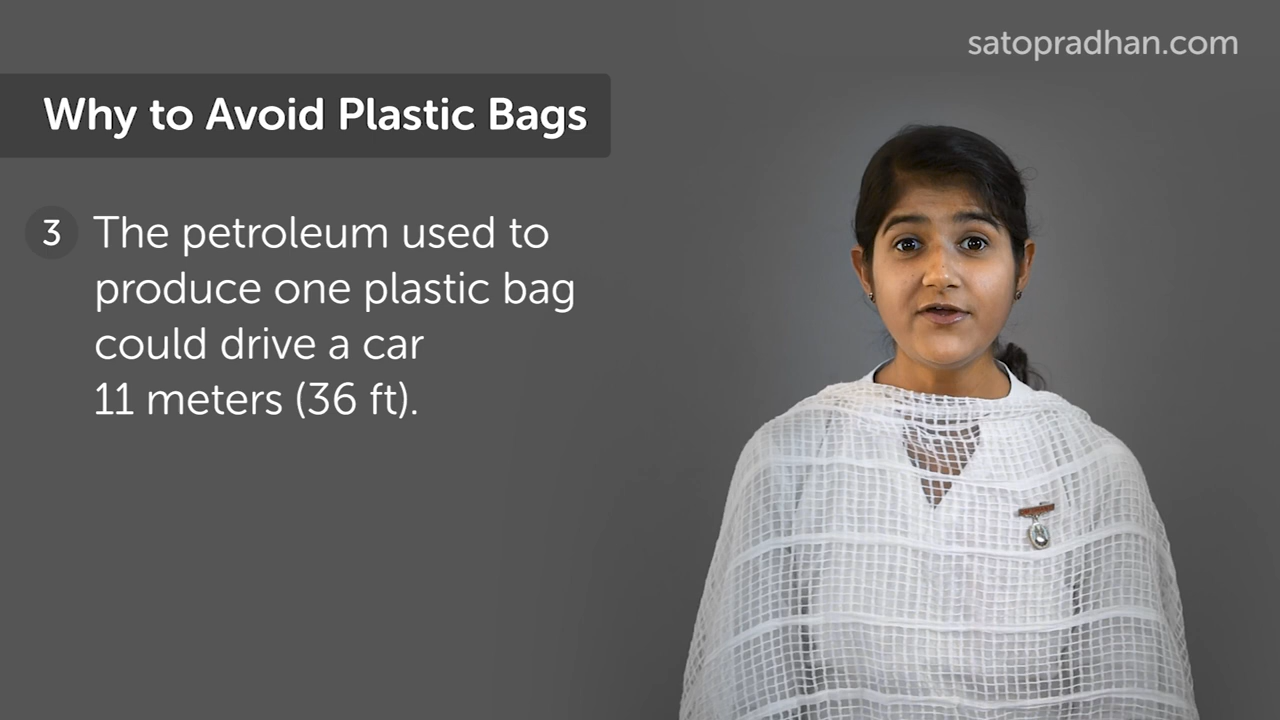 satopradhan.com
Why to Avoid Plastic Bags
3 The petroleum used to
produce one plastic bag
could drive a car
11 meters (36 ft).